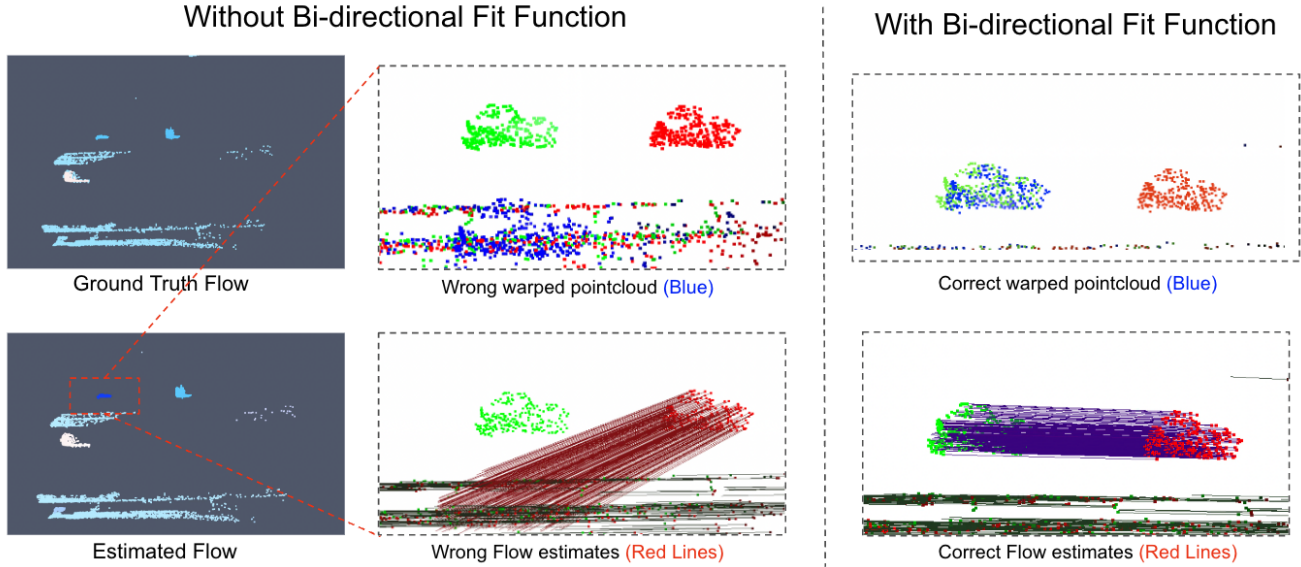 Without Bi-directional Fit Function
With Bi-directional Fit Function
Ground Truth Flow
Wrong warped pointcloud (Blue)
Correct warped pointcloud (Blue)
Estimated Flow
Wrong Flow estimates (Red Lines)
Correct Flow estimates (Red Lines)